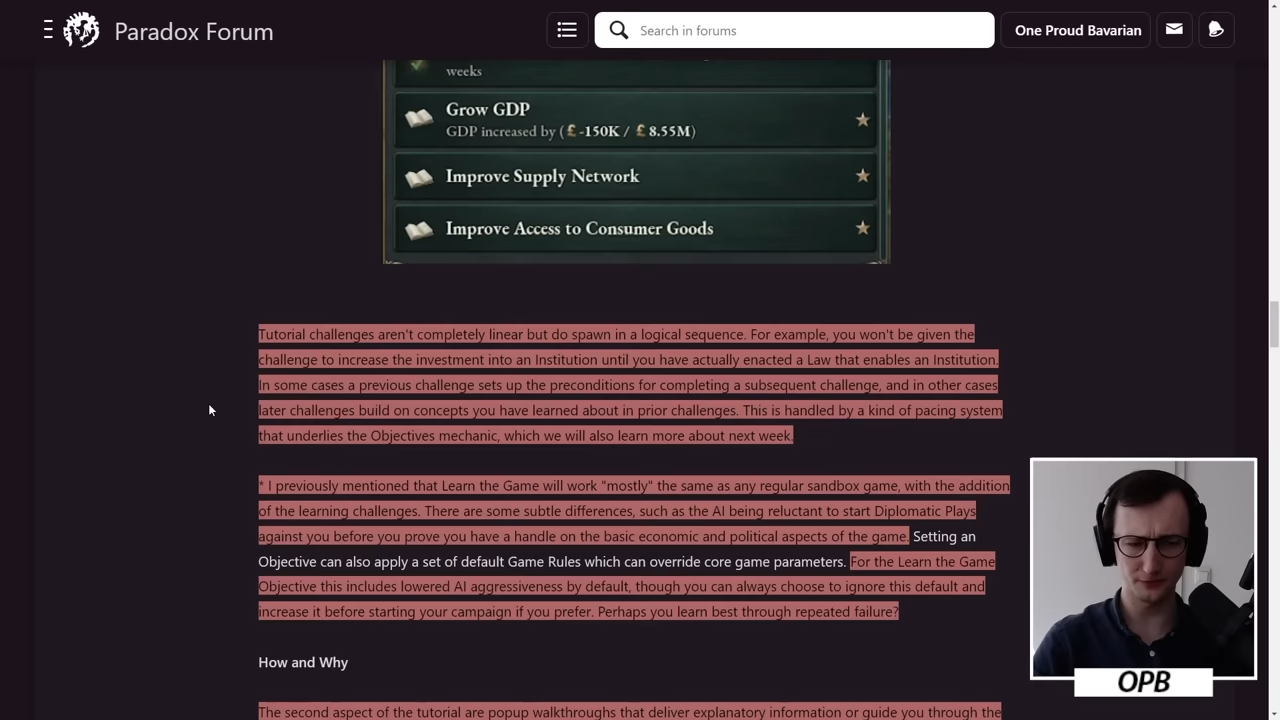 Paradox Forum
Search in forums
One Proud Bavarian
weeks
Grow GDP
GDP increased by (£ -150K / £ 8.55M)
Improve Supply Network
Improve Access to Consumer Goods
Tutorial challenges aren't completely linear but do spawn in a logical sequence. For example, you won't be given the
challenge to increase the investment into an Institution until you have actually enacted a Law that enables an Institution.
In some cases a previous challenge sets up the preconditions for completing a subsequent challenge, and in other cases
later challenges build on concepts you have learned about in prior challenges. This is handled by a kind of pacing system
that underlies the Objectives mechanic, which we will also learn more about next week.
* I previously mentioned that Learn the Game will work "mostly" the same as any regular sandbox game, with the addition
of the learning challenges. There are some subtle differences, such as the AI being reluctant to start Diplomatic Plays
against you before you prove you have a handle on the basic economic and political aspects of the game. Setting an
Objective can also apply a set of default Game Rules which can override core game parameters. For the Learn the Game
Objective this includes lowered AI aggressiveness by default, though you can always choose to ignore this default and
increase it before starting your campaign if you prefer. Perhaps you learn best through repeated failure?
How and Why
The second aspect of the tutorial are popup walkthroughs that deliver explanatory information or guide you through the
OPB